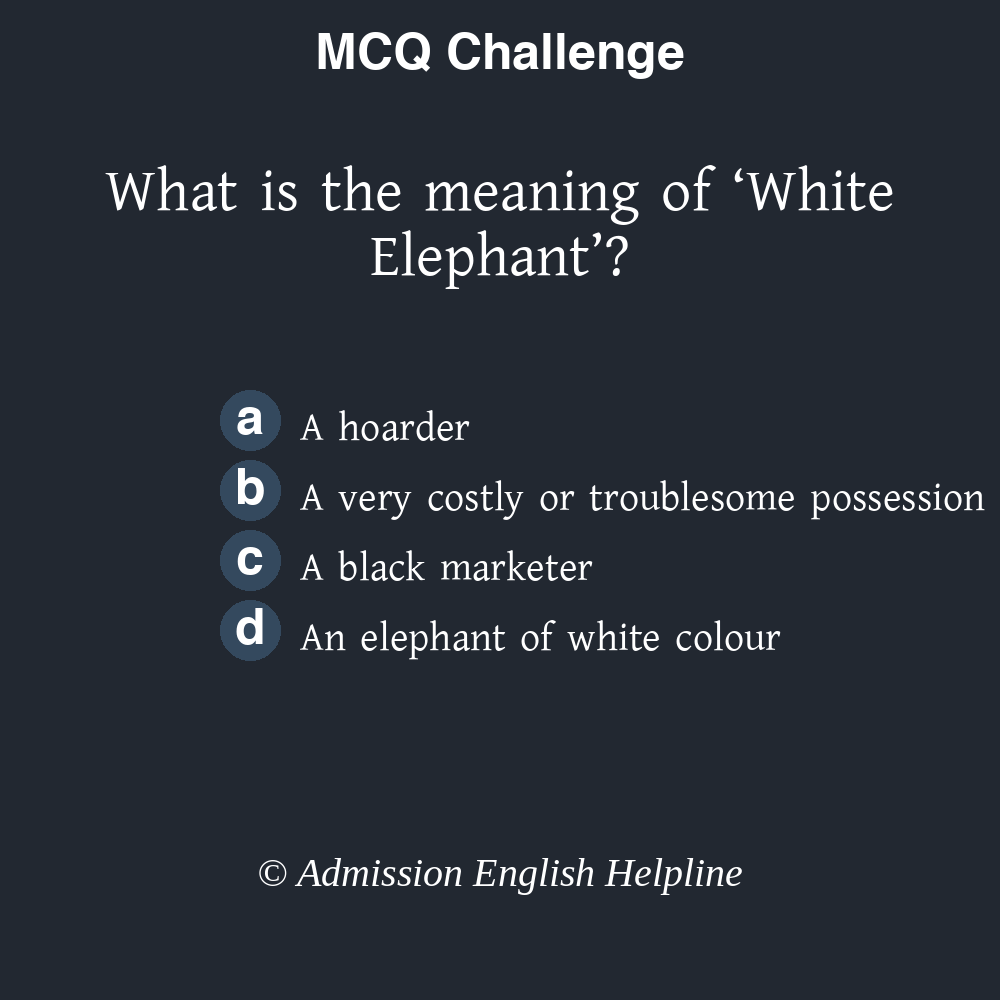 MCQ Challenge
What is the meaning of ‘White
Elephant’?
a A hoarder
b A very costly or troublesome possession
c A black marketer
d An elephant of white colour
© Admission English Helpline